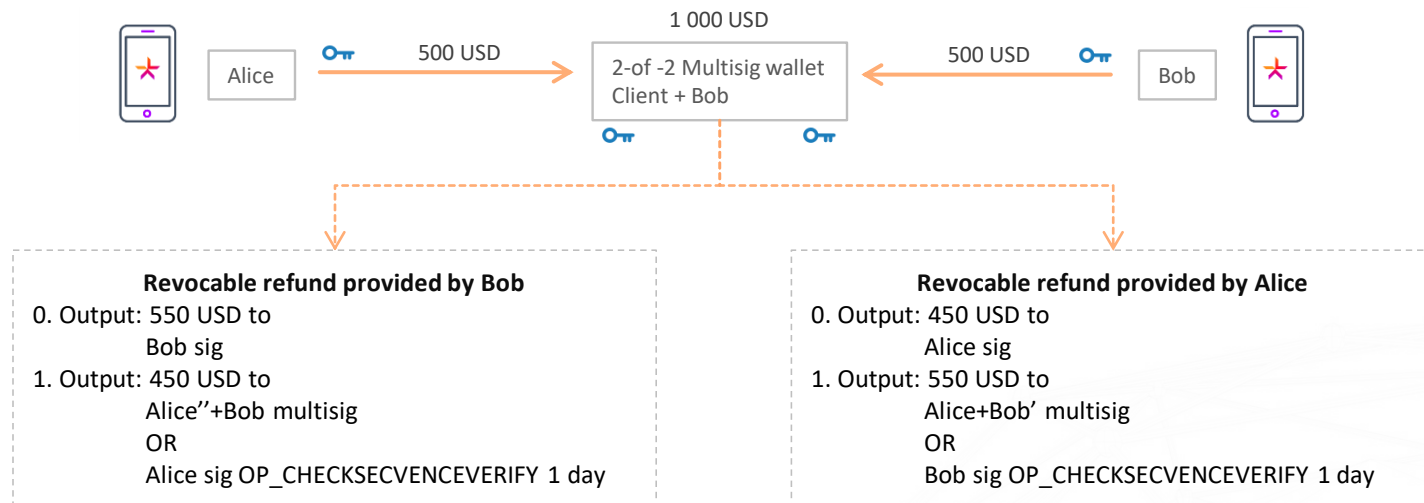 1 000 USD
Alice
500 USD
2-of -2 Multisig wallet
Client + Bob
500 USD
Bob
Revocable refund provided by Bob
0. Output: 550 USD to
Bob sig
1. Output: 450 USD to
Alice’’+Bob multisig
OR
Alice sig OP_CHECKSECVENCEVERIFY 1 day
Revocable refund provided by Alice
0. Output: 450 USD to
Alice sig
1. Output: 550 USD to
Alice+Bob’ multisig
OR
Bob sig OP_CHECKSECVENCEVERIFY 1 day